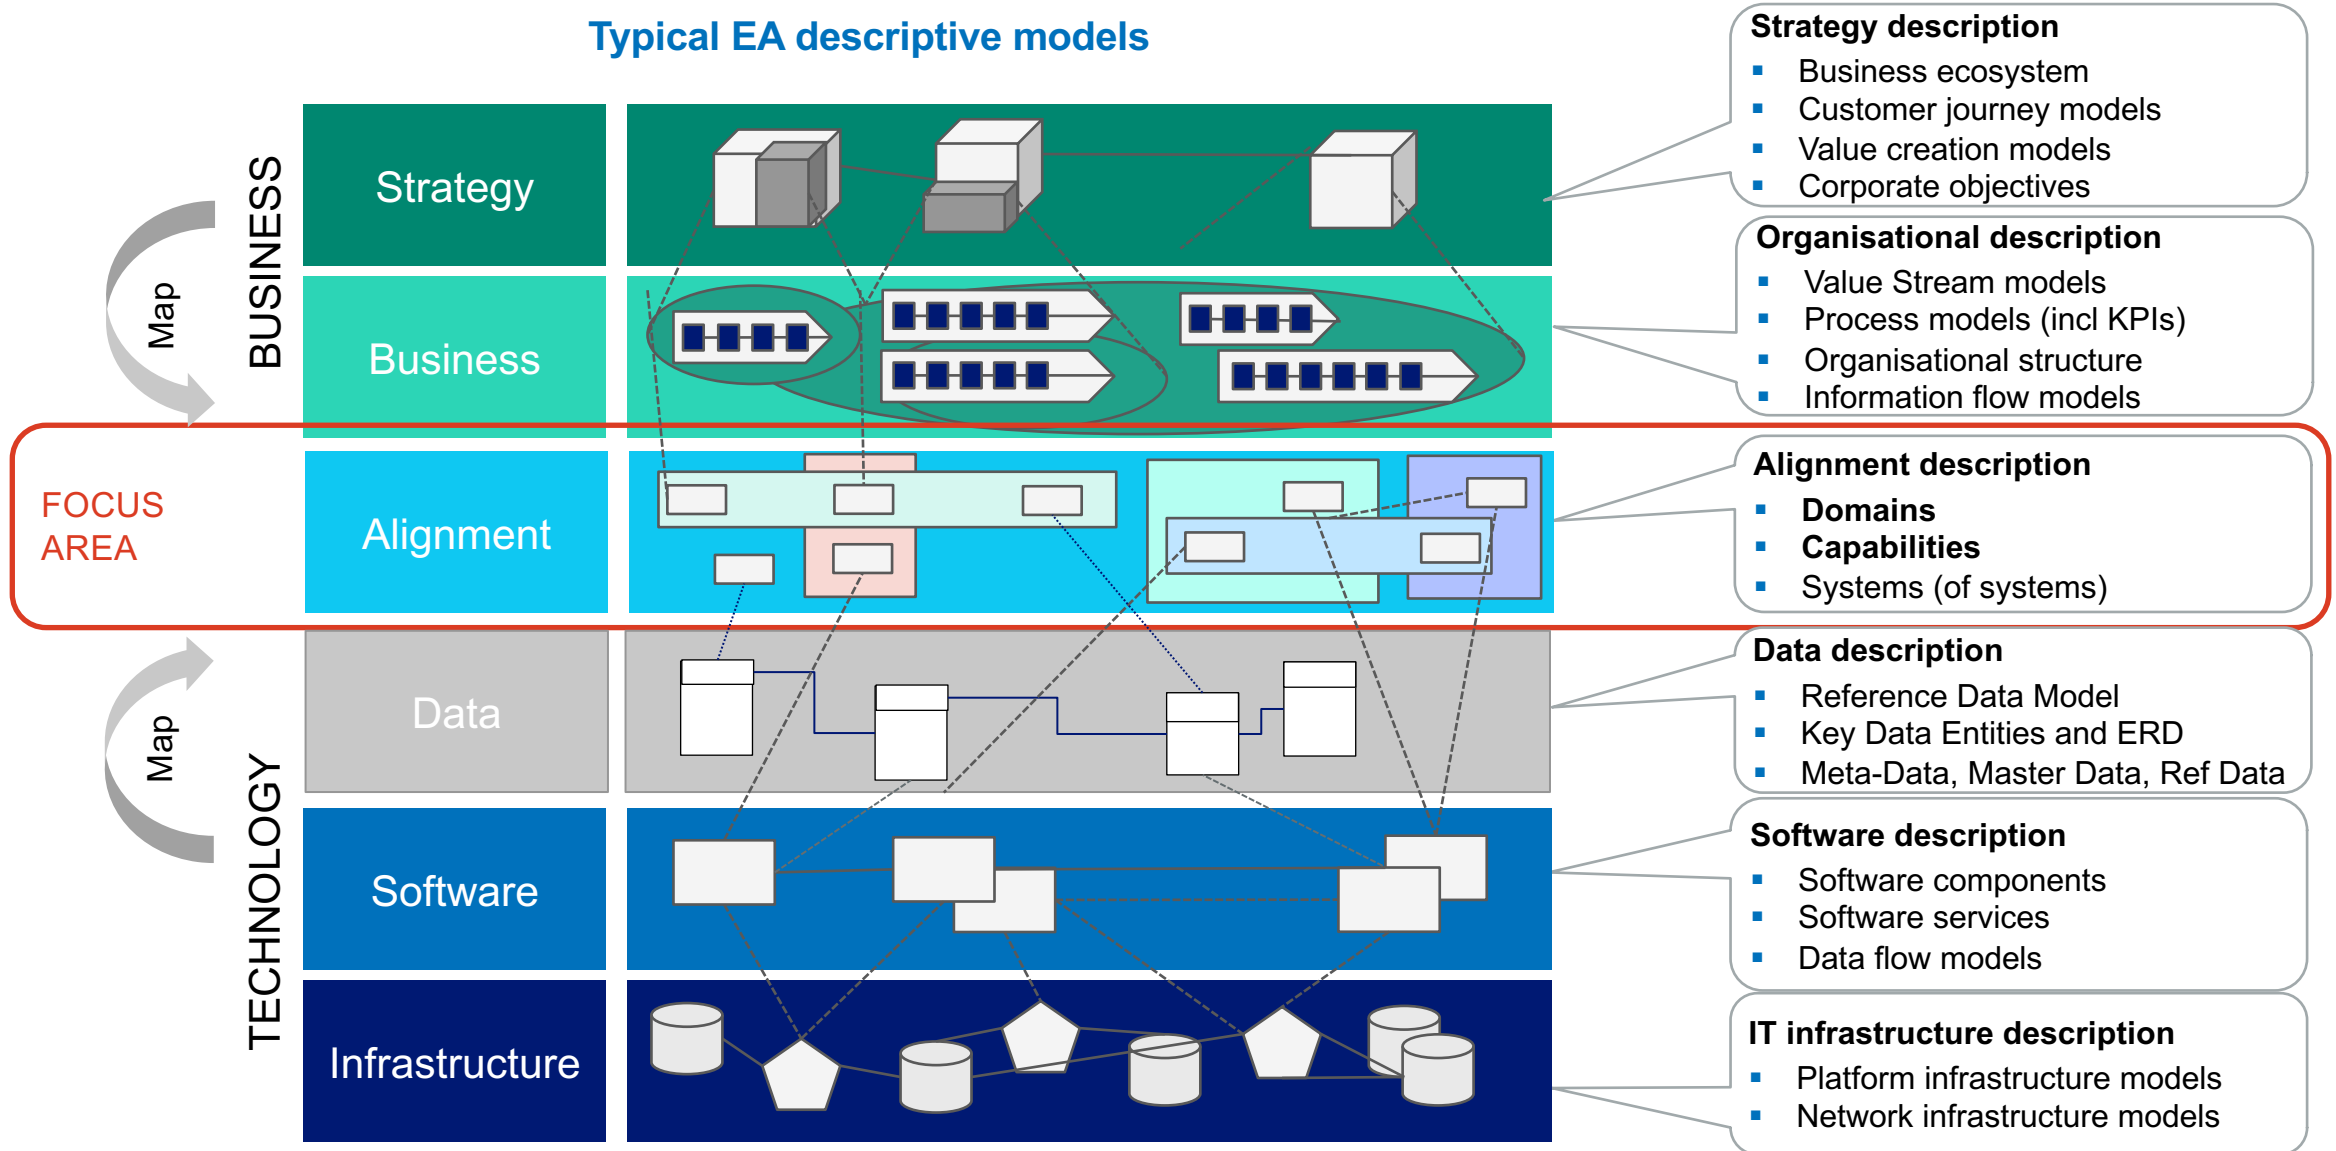 Typical EA descriptive models
BUSINESS
Map
Strategy
Business
FOCUS
AREA
Alignment
Map
TECHNOLOGY
Data
Software
Infrastructure
Strategy description
▪ Business ecosystem
▪ Customer journey models
▪ Value creation models
▪ Corporate objectives
Organisational description
▪ Value Stream models
▪ Process models (incl KPIs)
▪ Organisational structure
▪ Information flow models
Alignment description
▪ Domains
▪ Capabilities
▪ Systems (of systems)
Data description
▪ Reference Data Model
▪ Key Data Entities and ERD
▪ Meta-Data, Master Data, Ref Data
Software description
▪ Software components
▪ Software services
▪ Data flow models
IT infrastructure description
▪ Platform infrastructure models
▪ Network infrastructure models